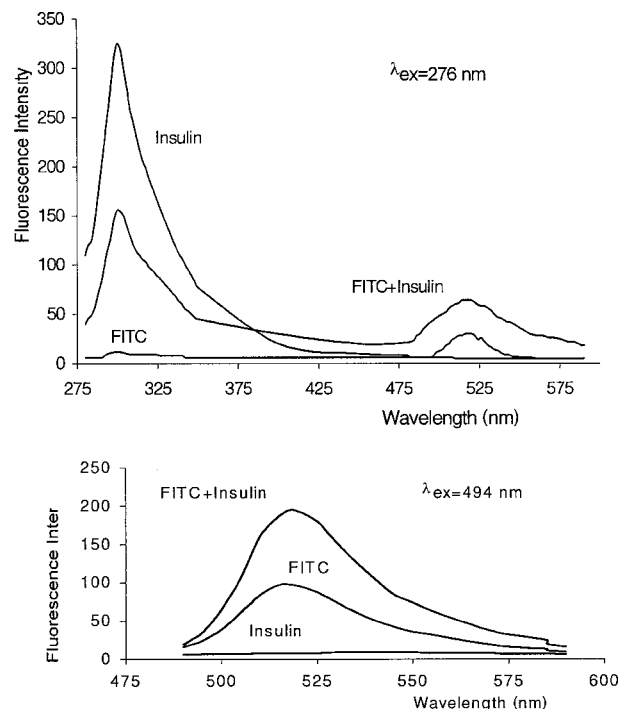 350
300
250
200
150
100
50
0
Fluorescence Intensity
λex=276 nm
Insulin
FITC+Insulin
FITC
275 325 375 425 475 525 575
Wavelength (nm)
250
200
150
100
50
0
Fluorescence Inter
FITC+Insulin λex=494 nm
FITC
Insulin
475 500 525 550 575 600
Wavelength (nm)